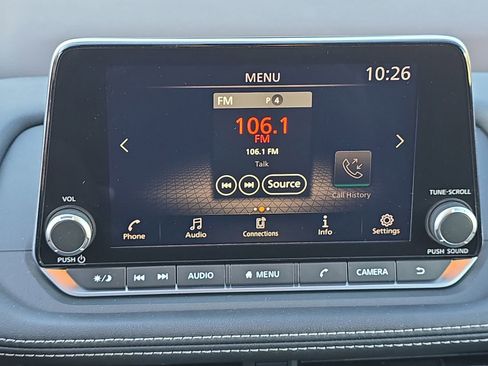 MENU
10:26
FM P 4
106.1
FM
106.1 FM
Talk
Source
Call History
Phone Audio Connections Info Settings
VOL
PUSH
TUNE·SCROLL
PUSH SOUND
AUDIO MENU CAMERA